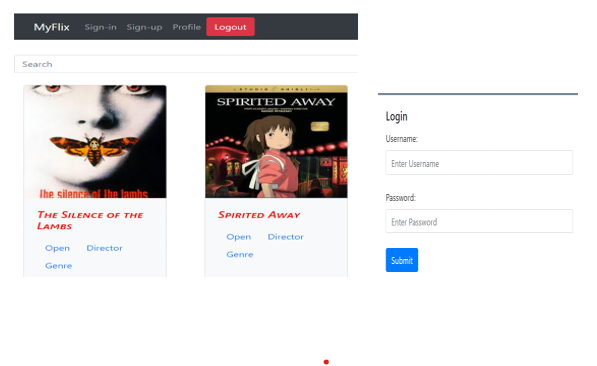 MyFlix Sign-in Sign-up Profile Logout
Search
the silence of the lambs
THE SILENCE OF THE
LAMBS
Open Director
Genre
STUDIO GHIBLI
SPIRITED AWAY
SPIRITED AWAY
Open Director
Genre
Login
Username:
Enter Username
Password:
Enter Password
Submit